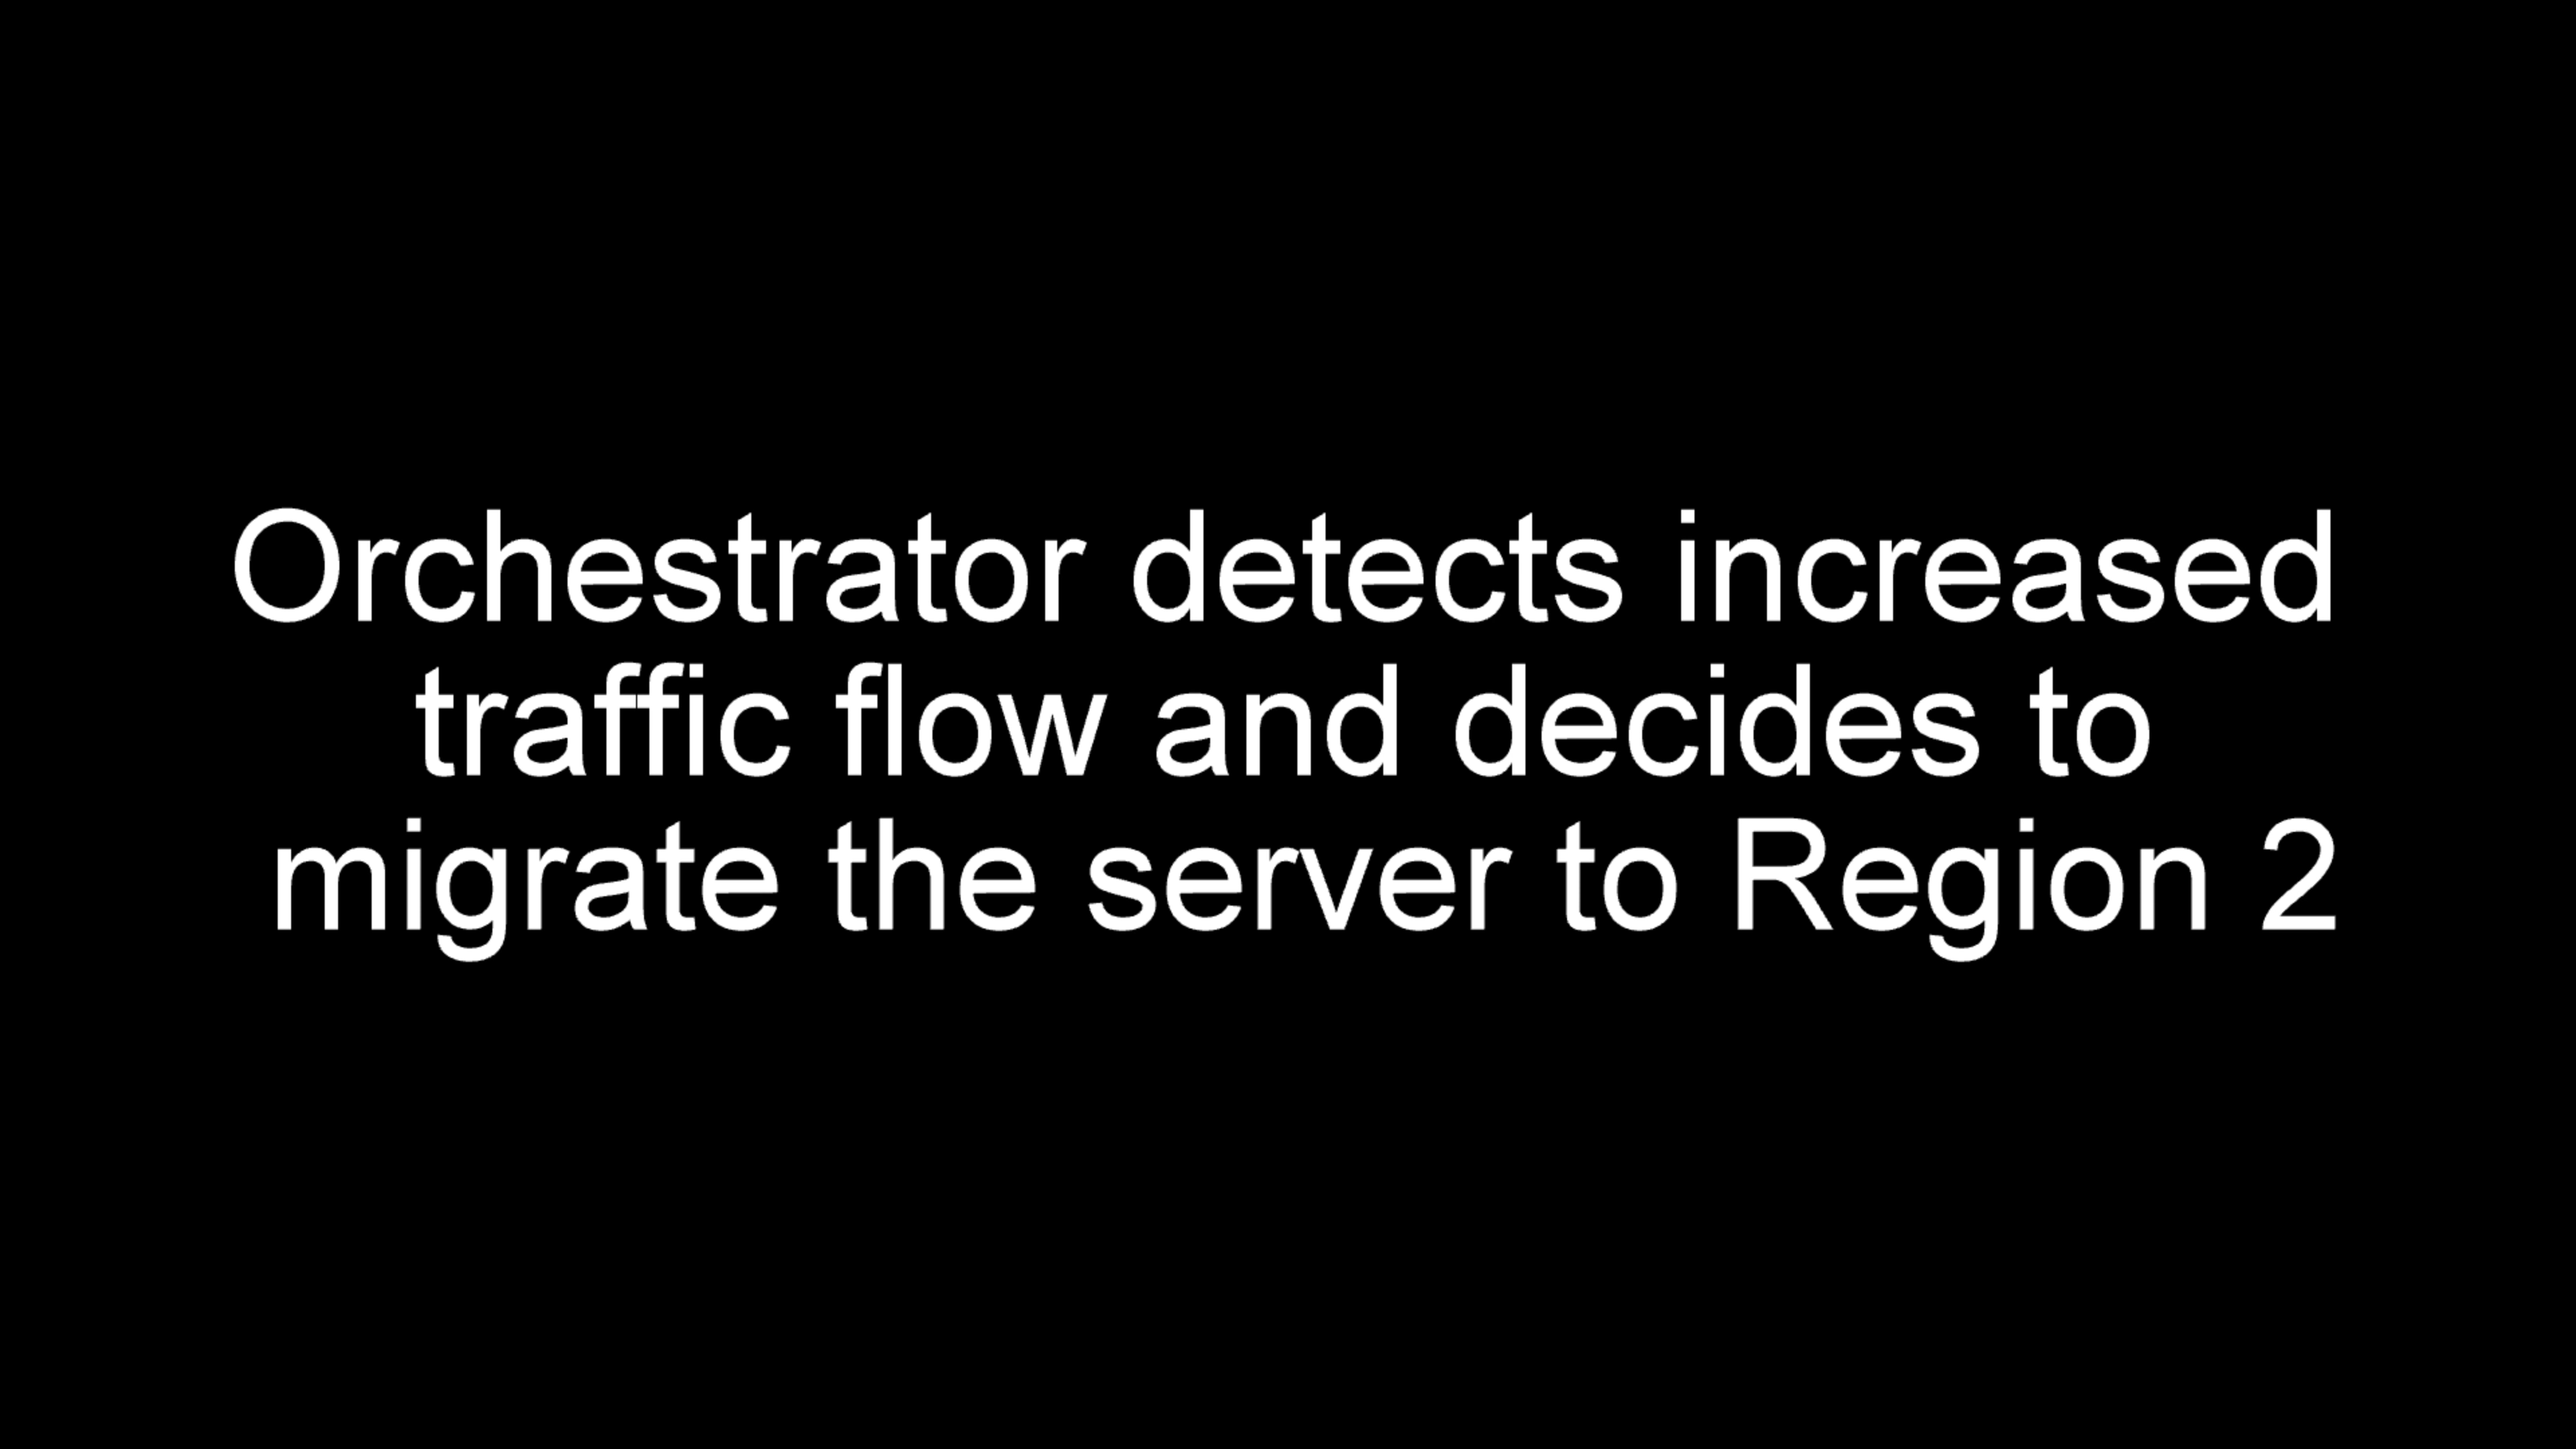 Orchestrator detects increased
traffic flow and decides to
migrate the server to Region 2